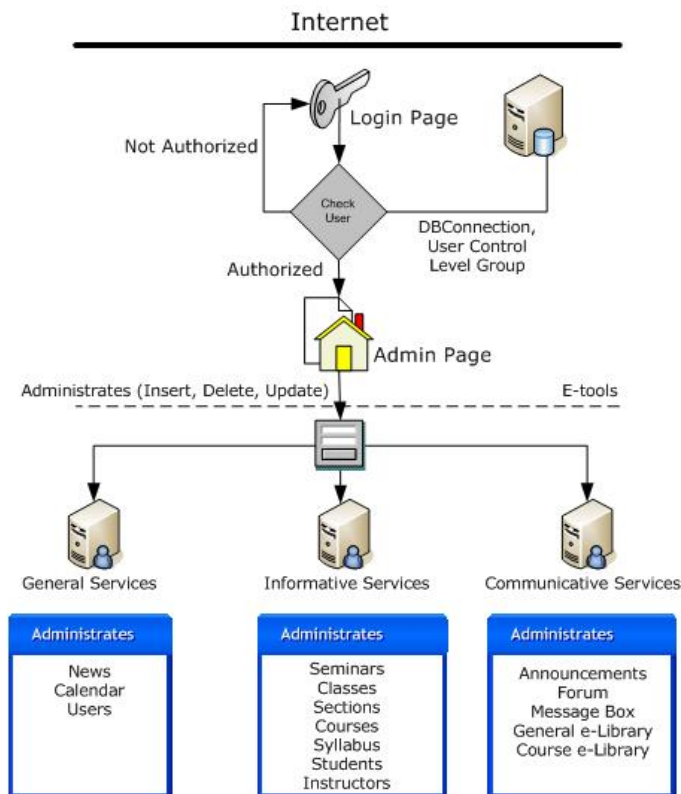 Internet
Login Page
Not Authorized
Check
User
DBConnection,
User Control
Level Group
Authorized
Admin Page
Administrates (Insert, Delete, Update)
E-tools
General Services
Informative Services
Communicative Services
Administrates
News
Calendar
Users
Administrates
Seminars
Classes
Sections
Courses
Syllabus
Students
Instructors
Administrates
Announcements
Forum
Message Box
General e-Library
Course e-Library